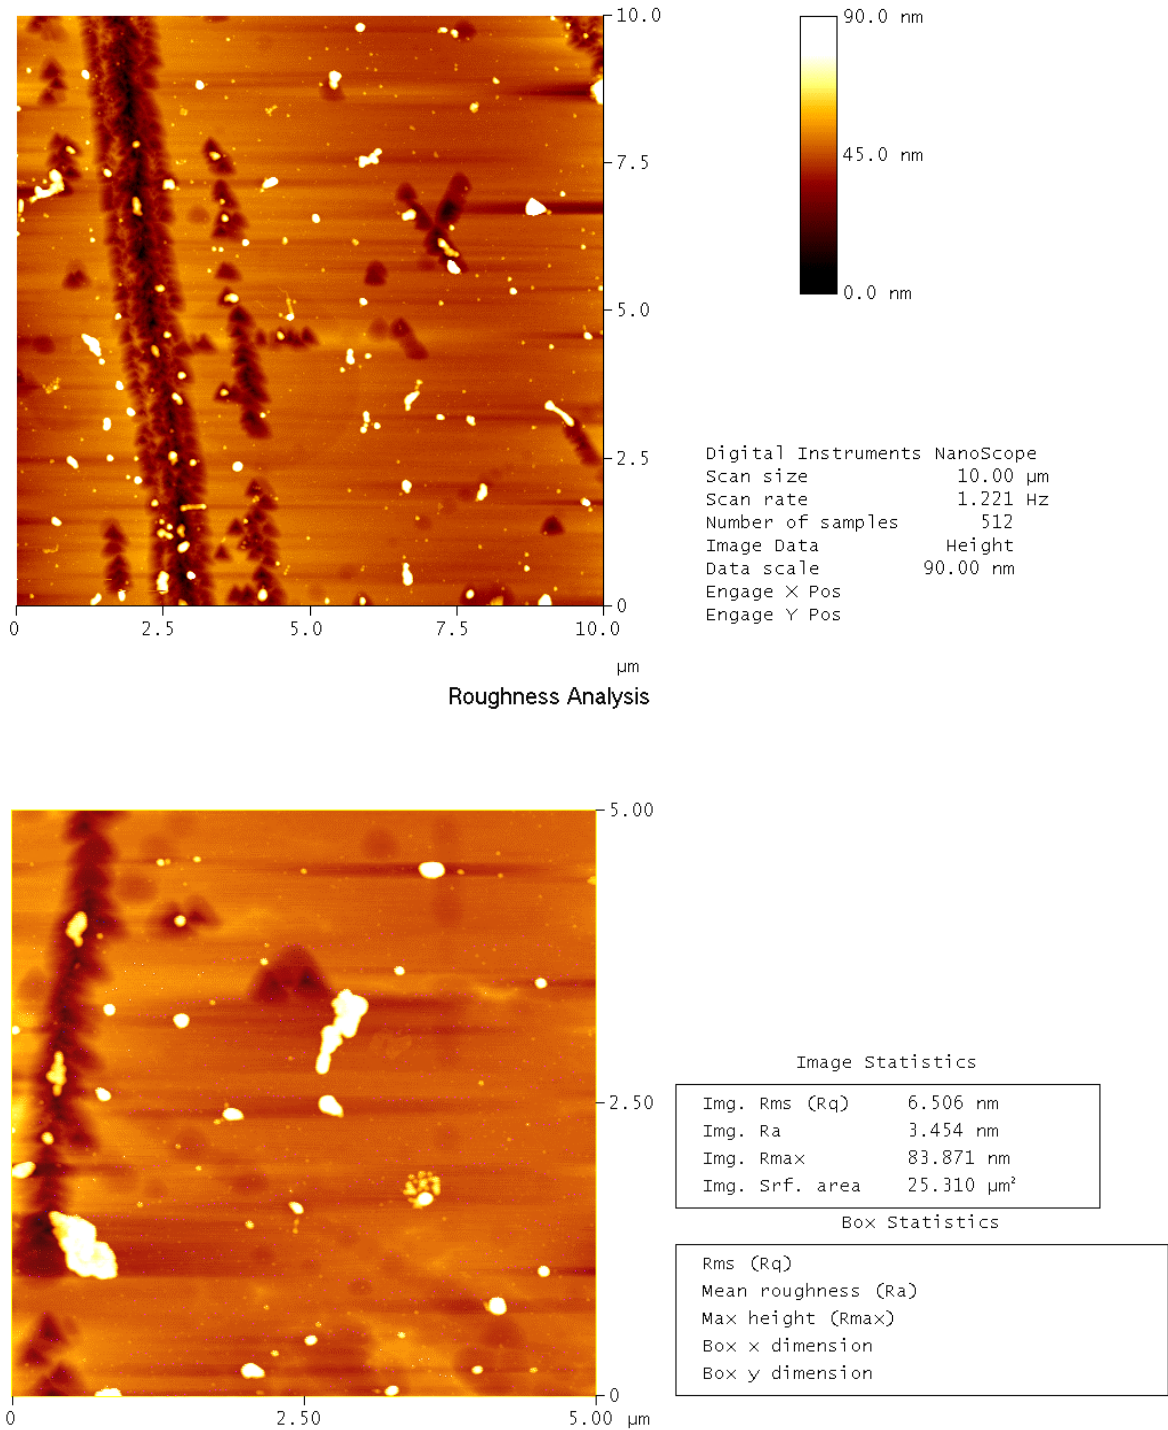 10.0
7.5
5.0
2.5
0
0 2.5 5.0 7.5 10.0
µm
90.0 nm
45.0 nm
0.0 nm
Digital Instruments NanoScope
Scan size 10.00 µm
Scan rate 1.221 Hz
Number of samples 512
Image Data Height
Data scale 90.00 nm
Engage X Pos
Engage Y Pos
Roughness Analysis
5.00
2.50
0
0 2.50 5.00 µm
Image Statistics
Img. Rms (Rq) 6.506 nm
Img. Ra 3.454 nm
Img. Rmax 83.871 nm
Img. Srf. area 25.310 µm²
Box Statistics
Rms (Rq)
Mean roughness (Ra)
Max height (Rmax)
Box x dimension
Box y dimension